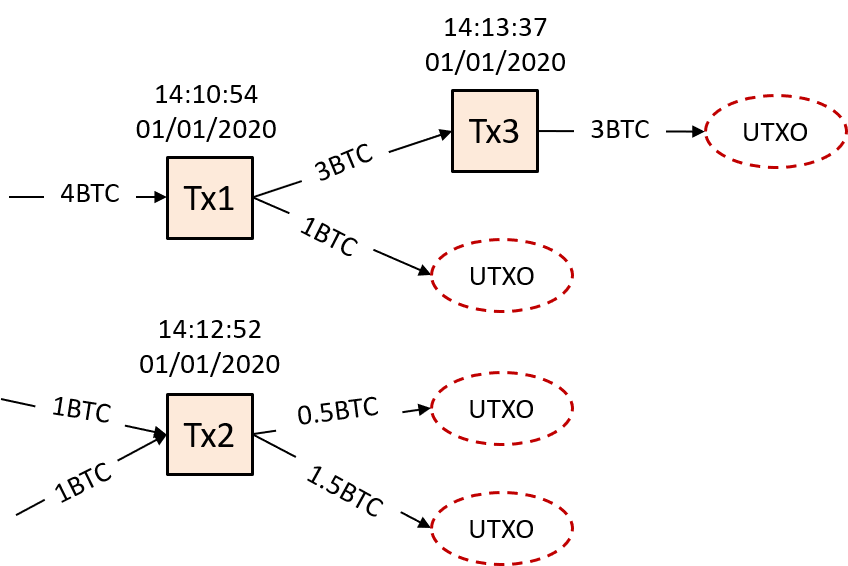 14:13:37
01/01/2020
14:10:54
01/01/2020
Tx3
3BTC
UTXO
3BTC
4BTC
Tx1
1BTC
UTXO
14:12:52
01/01/2020
1BTC
0.5BTC
UTXO
Tx2
1BTC
1.5BTC
UTXO